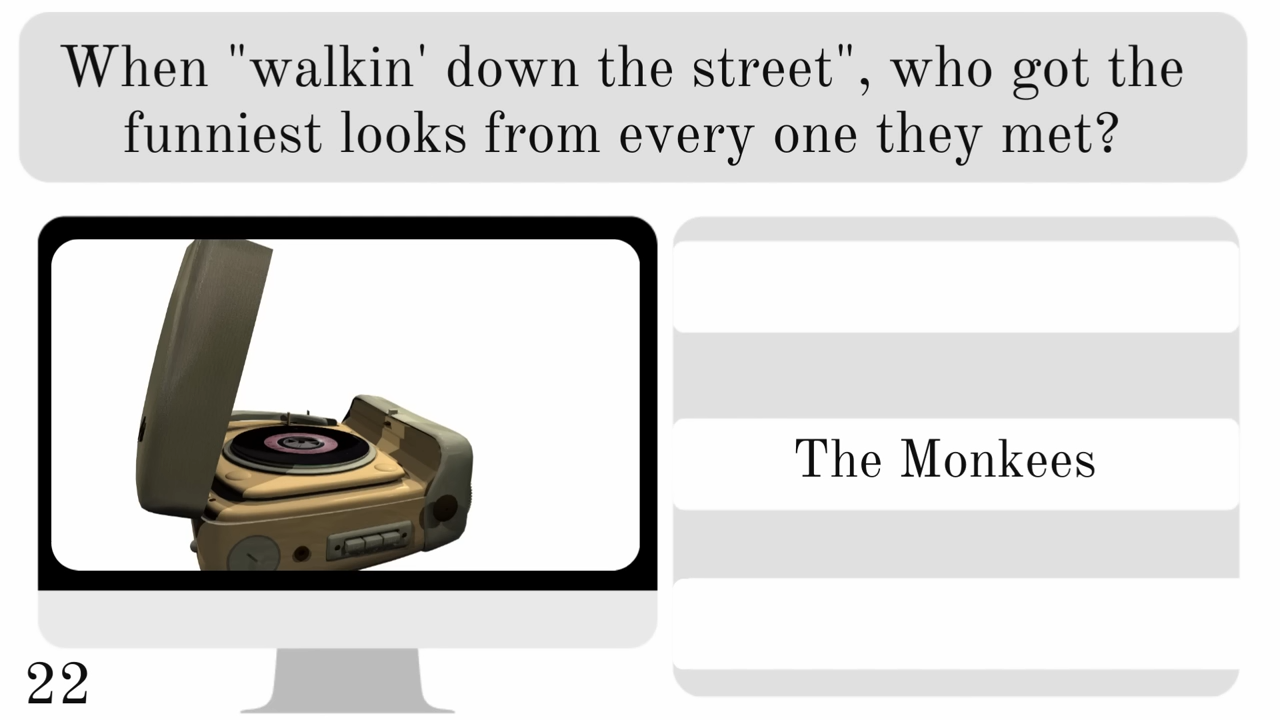 When "walkin' down the street", who got the
funniest looks from every one they met?
The Monkees
22